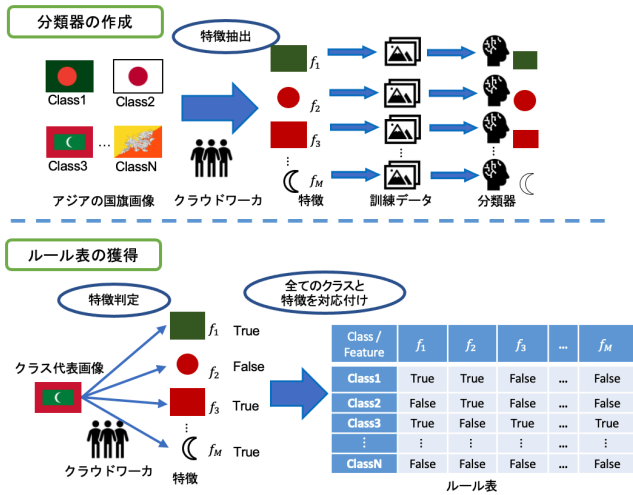 分類器の作成
特徴抽出
Class1
Class2
Class3
…
ClassN
アジアの国旗画像
クラウドワーカ
f1
f2
f3
⋮
fM
特徴
訓練データ
分類器
ルール表の獲得
特徴判定
全てのクラスと
特徴を対応付け
クラス代表画像
クラウドワーカ
f1 True
f2 False
f3 True
⋮
fM True
特徴
Class / Feature f1 f2 f3 … fM
Class1 True True False … False
Class2 False True False … False
Class3 True False True … True
⋮ ⋮ ⋮ ⋮ … ⋮
ClassN False False False … False
ルール表